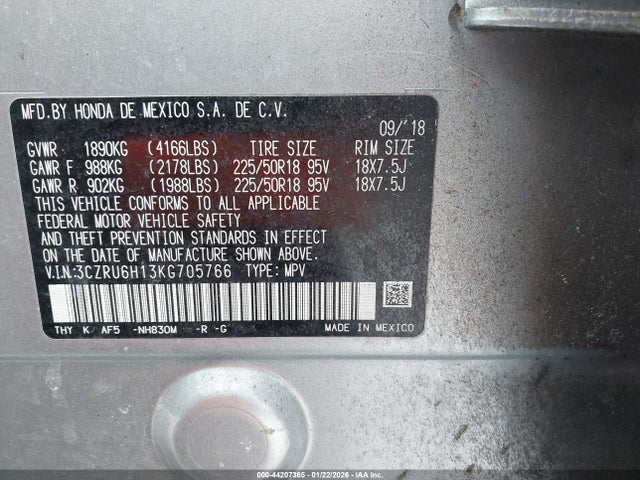 MFD.BY HONDA DE MEXICO S.A. DE C.V.
09/'18
GVWR 1890KG (4166LBS) TIRE SIZE RIM SIZE
GAWR F 988KG (2178LBS) 225/50R18 95V 18X7.5J
GAWR R 902KG (1988LBS) 225/50R18 95V 18X7.5J
THIS VEHICLE CONFORMS TO ALL APPLICABLE
FEDERAL MOTOR VEHICLE SAFETY
AND THEFT PREVENTION STANDARDS IN EFFECT
ON THE DATE OF MANUFACTURE SHOWN ABOVE.
V.I.N:3CZRU6H13KG705766 TYPE: MPV
THY K AF5 -NH830M -R -G MADE IN MEXICO
000-44207365 - 01/22/2026 - IAAI.COM